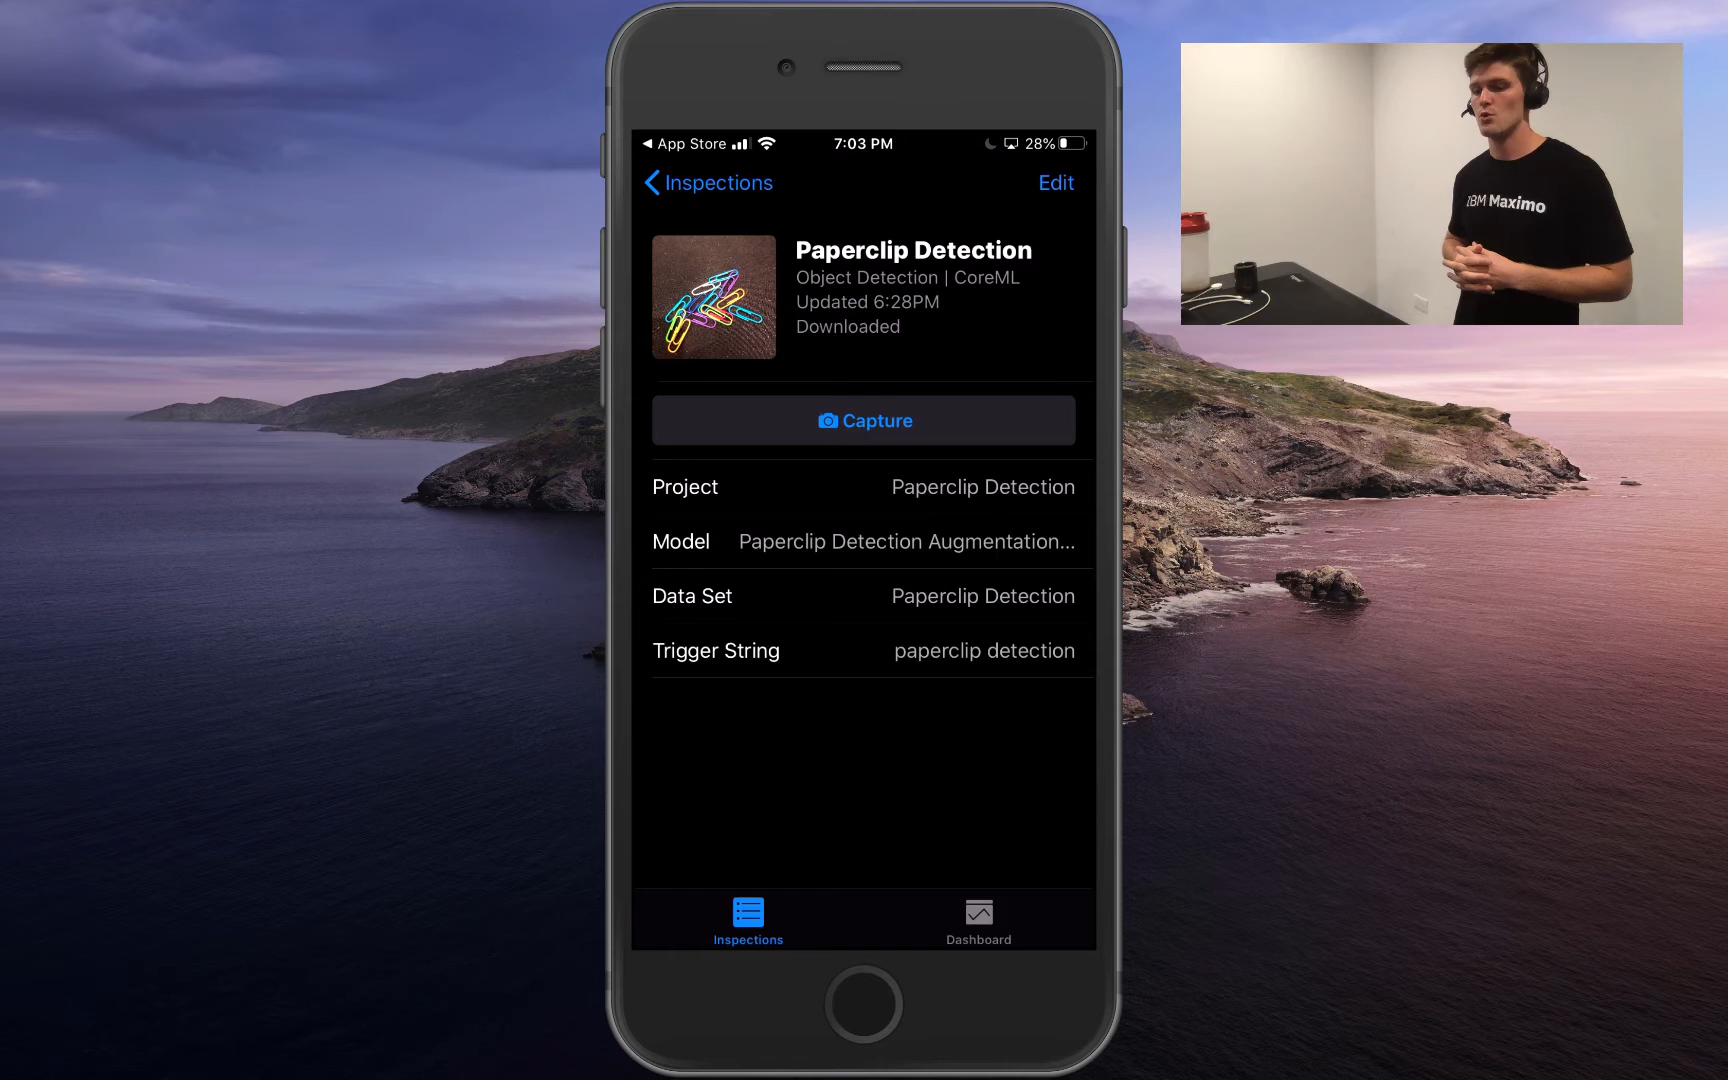 App Store
7:03 PM
28%
Inspections
Edit
Paperclip Detection
Object Detection | CoreML
Updated 6:28PM
Downloaded
Capture
Project
Paperclip Detection
Model
Paperclip Detection Augmentation...
Data Set
Paperclip Detection
Trigger String
paperclip detection
Inspections
Dashboard
IBM Maximo